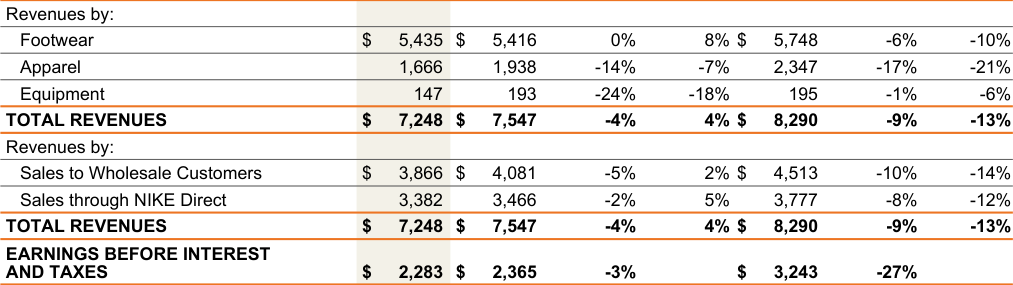 Revenues by:
Footwear $ 5,435 $ 5,416 0% 8% $ 5,748 -6% -10%
Apparel 1,666 1,938 -14% -7% 2,347 -17% -21%
Equipment 147 193 -24% -18% 195 -1% -6%
TOTAL REVENUES $ 7,248 $ 7,547 -4% 4% $ 8,290 -9% -13%
Revenues by:
Sales to Wholesale Customers $ 3,866 $ 4,081 -5% 2% $ 4,513 -10% -14%
Sales through NIKE Direct 3,382 3,466 -2% 5% 3,777 -8% -12%
TOTAL REVENUES $ 7,248 $ 7,547 -4% 4% $ 8,290 -9% -13%
EARNINGS BEFORE INTEREST
AND TAXES $ 2,283 $ 2,365 -3% $ 3,243 -27%